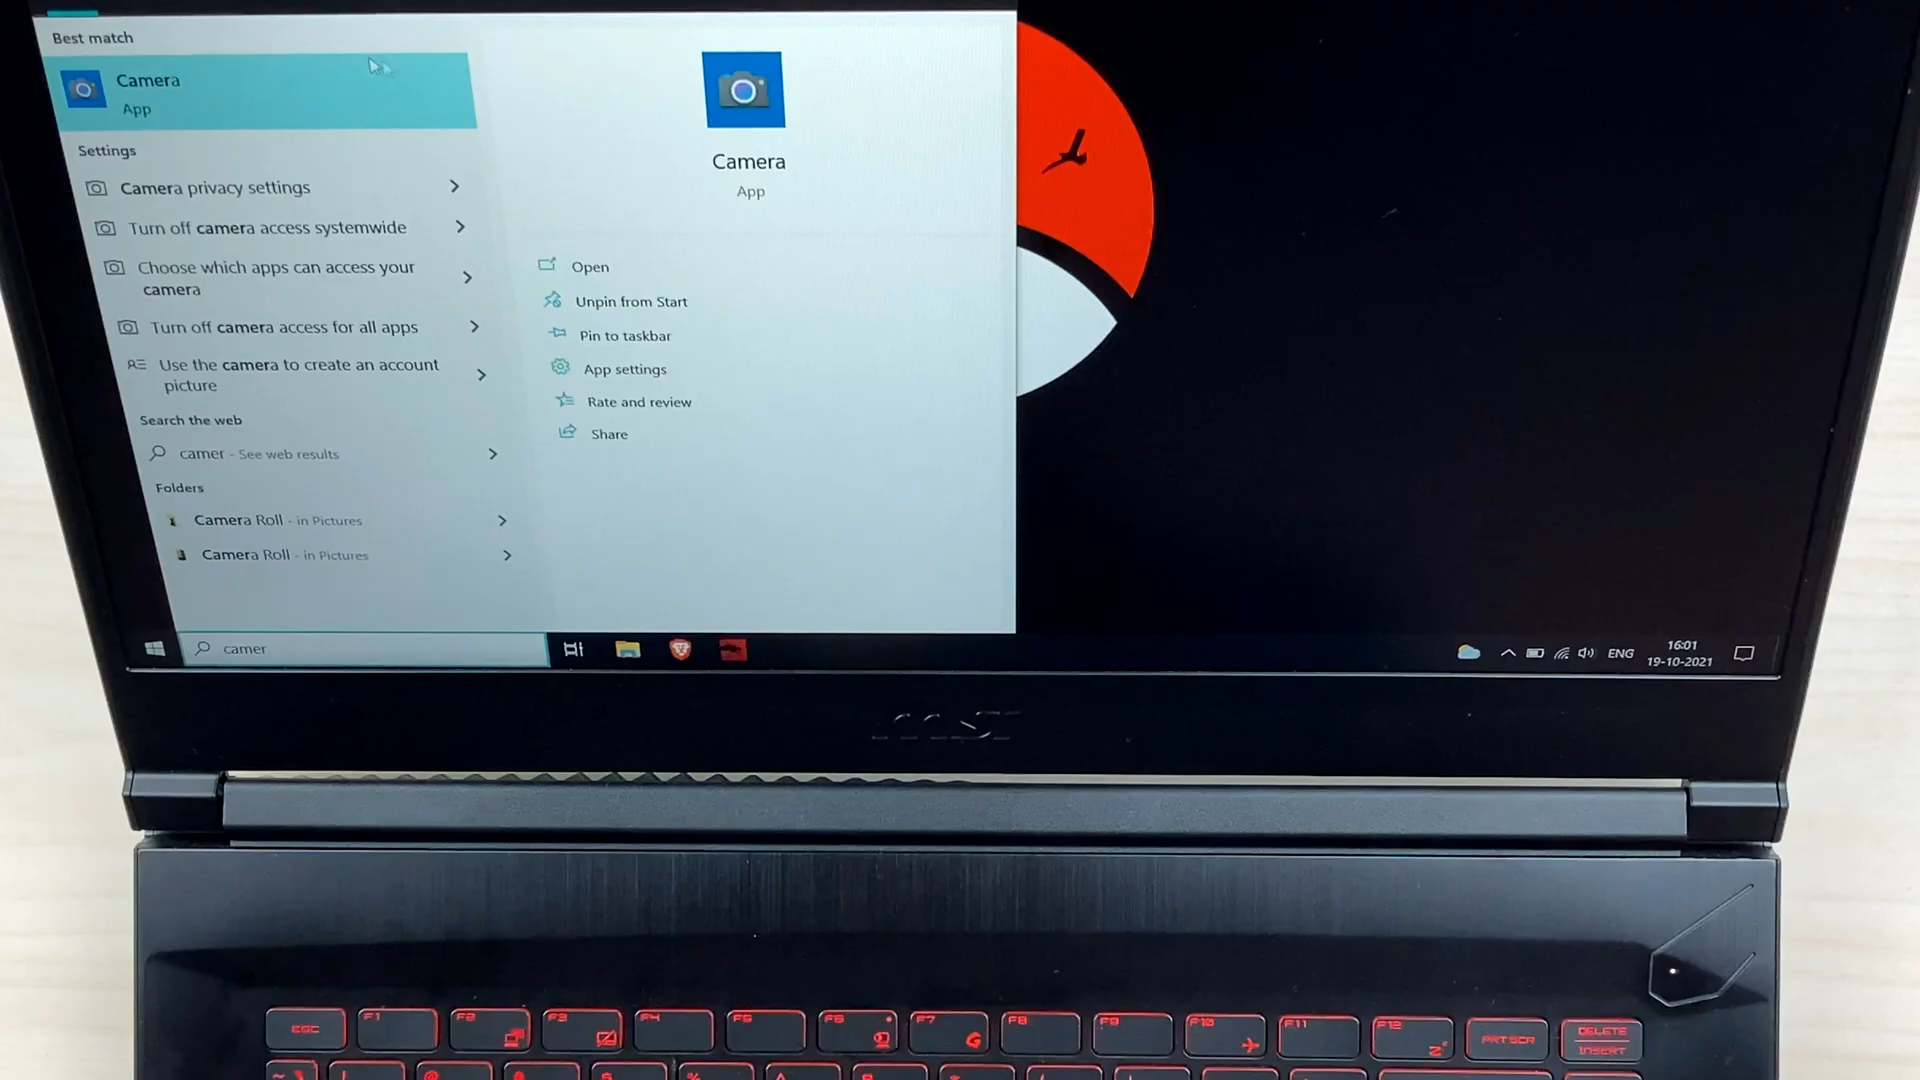 Best match
Camera
App
Settings
Camera privacy settings
Turn off camera access systemwide
Choose which apps can access your
camera
Turn off camera access for all apps
Use the camera to create an account
picture
Search the web
camer - See web results
Folders
Camera Roll - in Pictures
Camera Roll - in Pictures
Camera
App
Open
Unpin from Start
Pin to taskbar
App settings
Rate and review
Share
camer
ENG
16:01
19-10-2021
msi
ESC
F1
F2
F3
F4
F5
F6
F7
F8
F9
F10
F11
F12
PRTSCR
DELETE
INSERT